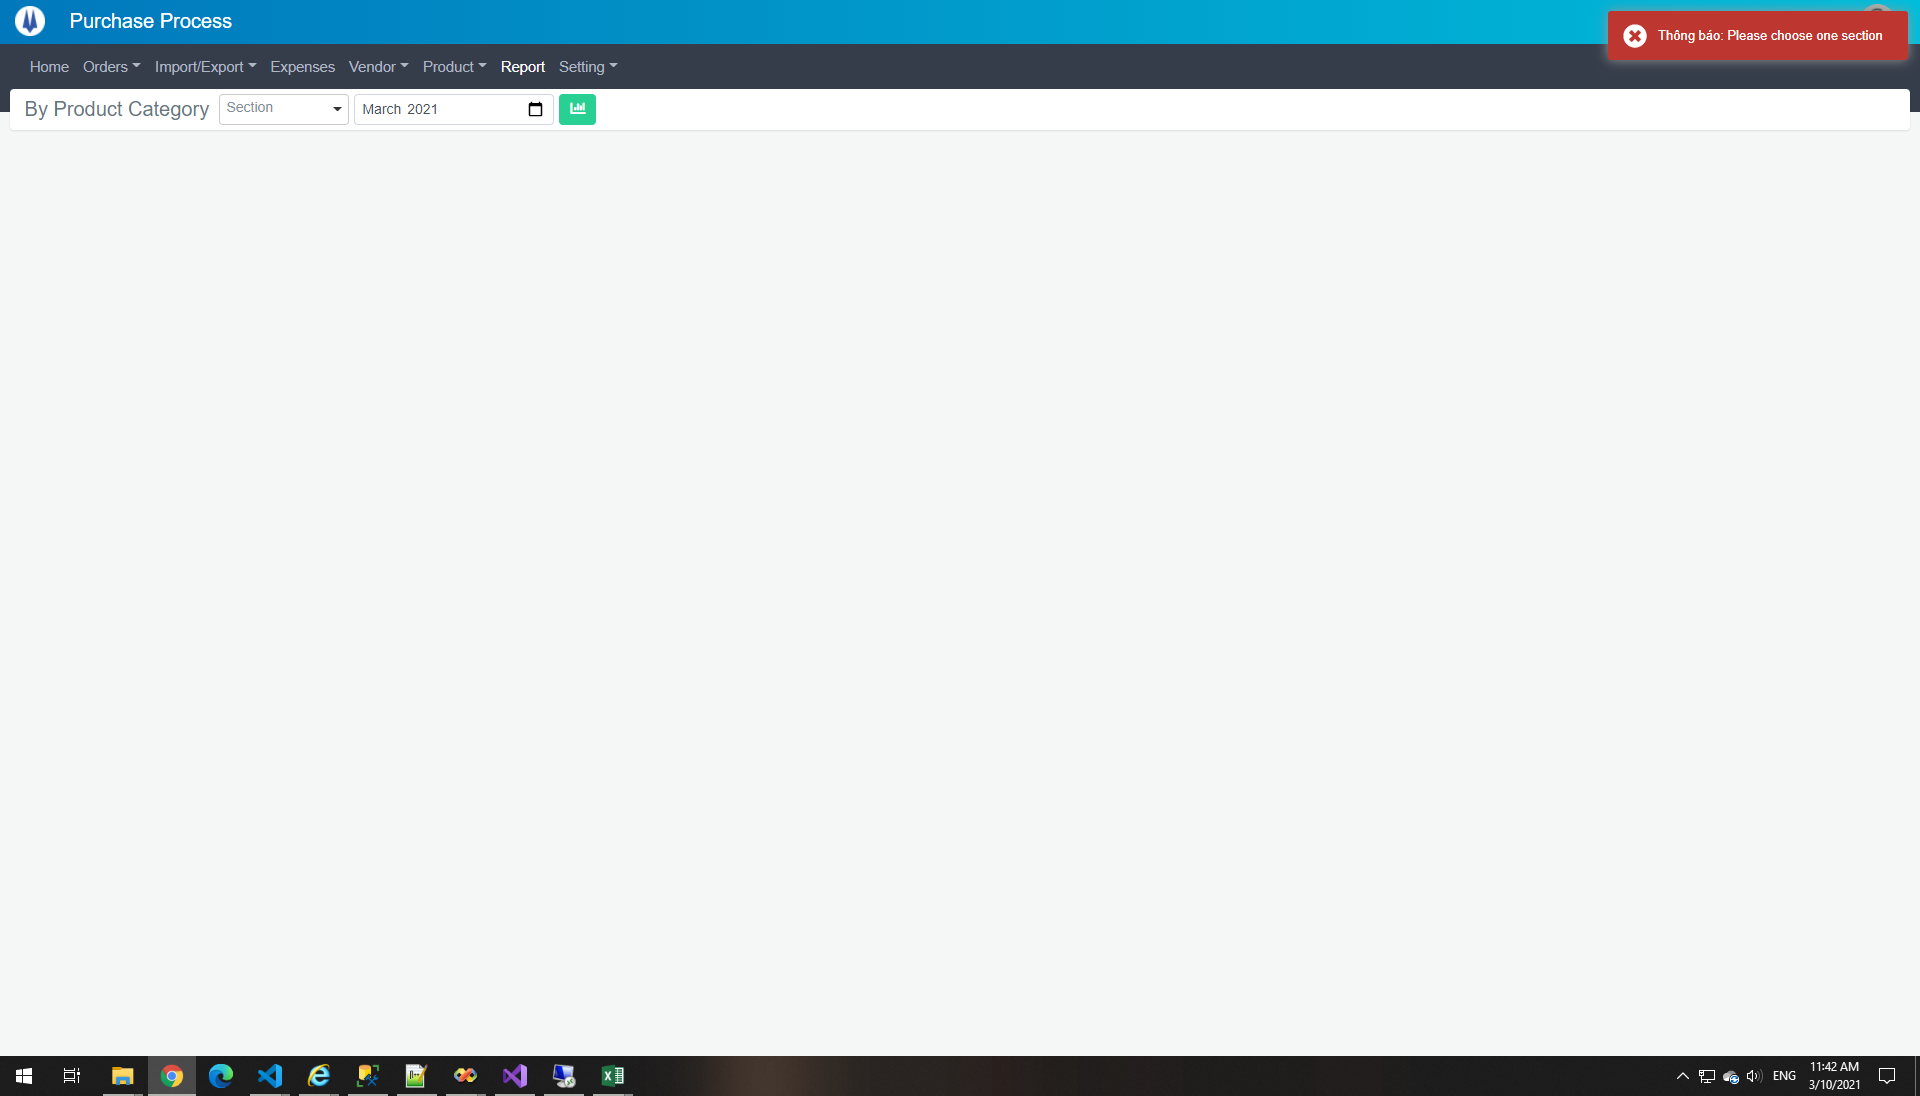 Purchase Process
Thông báo: Please choose one section
Home Orders Import/Export Expenses Vendor Product Report Setting
By Product Category Section March 2021
ENG 11:42 AM
3/10/2021